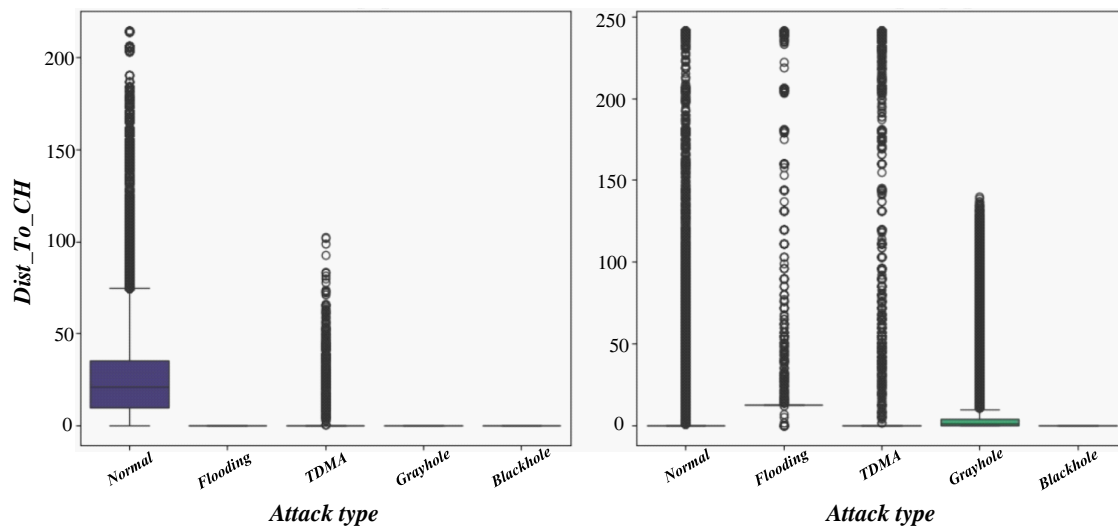 Dist_To_CH
200
150
100
50
0
Normal
Flooding
TDMA
Grayhole
Blackhole
Attack type
250
200
150
100
50
0
Normal
Flooding
TDMA
Grayhole
Blackhole
Attack type